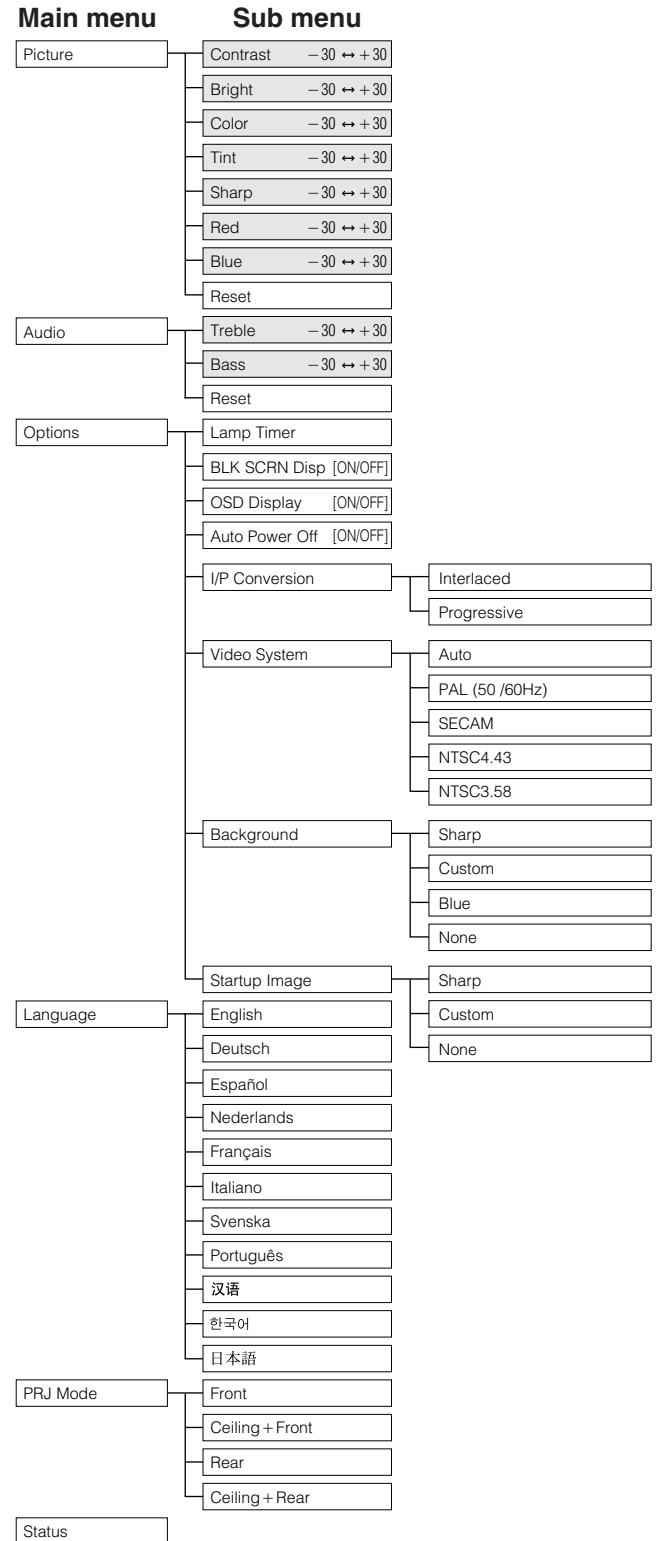 Main menu Sub menu
Picture Contrast −30 ↔ +30
Bright −30 ↔ +30
Color −30 ↔ +30
Tint −30 ↔ +30
Sharp −30 ↔ +30
Red −30 ↔ +30
Blue −30 ↔ +30
Reset
Audio Treble −30 ↔ +30
Bass −30 ↔ +30
Reset
Options Lamp Timer
BLK SCRN Disp [ON/OFF]
OSD Display [ON/OFF]
Auto Power Off [ON/OFF]
I/P Conversion Interlaced
Progressive
Video System Auto
PAL (50 /60Hz)
SECAM
NTSC4.43
NTSC3.58
Background Sharp
Custom
Blue
None
Startup Image Sharp
Language English Custom
Deutsch None
Español
Nederlands
Français
Italiano
Svenska
Português
汉语
한국어
日本語
PRJ Mode Front
Ceiling+Front
Rear
Ceiling+Rear
Status